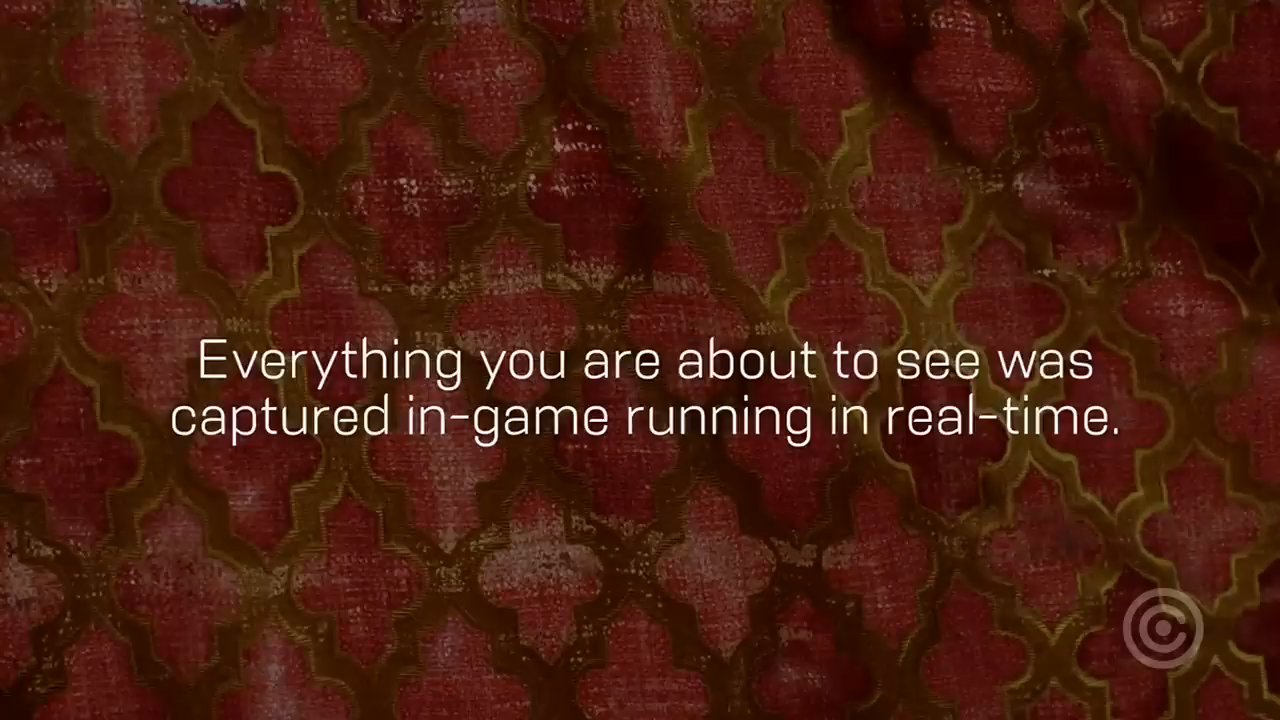 Everything you are about to see was
captured in-game running in real-time.